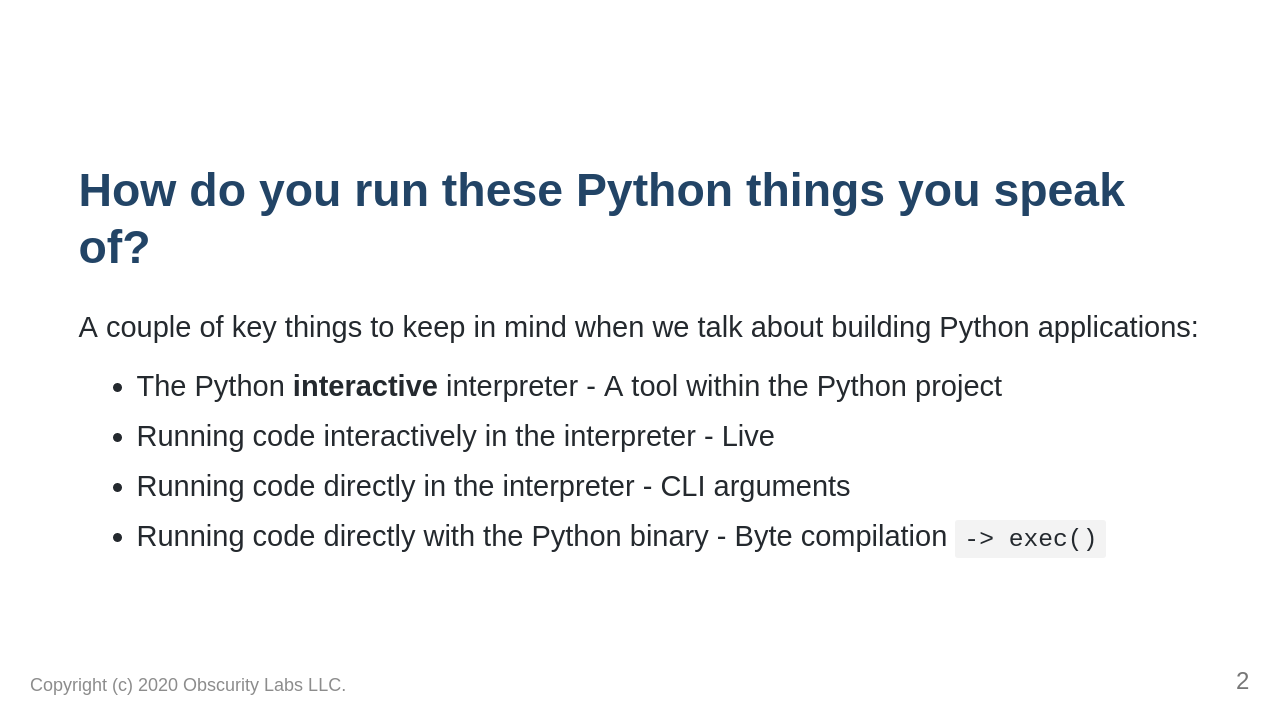 How do you run these Python things you speak
of?
A couple of key things to keep in mind when we talk about building Python applications:
• The Python interactive interpreter - A tool within the Python project
• Running code interactively in the interpreter - Live
• Running code directly in the interpreter - CLI arguments
• Running code directly with the Python binary - Byte compilation -> exec()
Copyright (c) 2020 Obscurity Labs LLC.
2